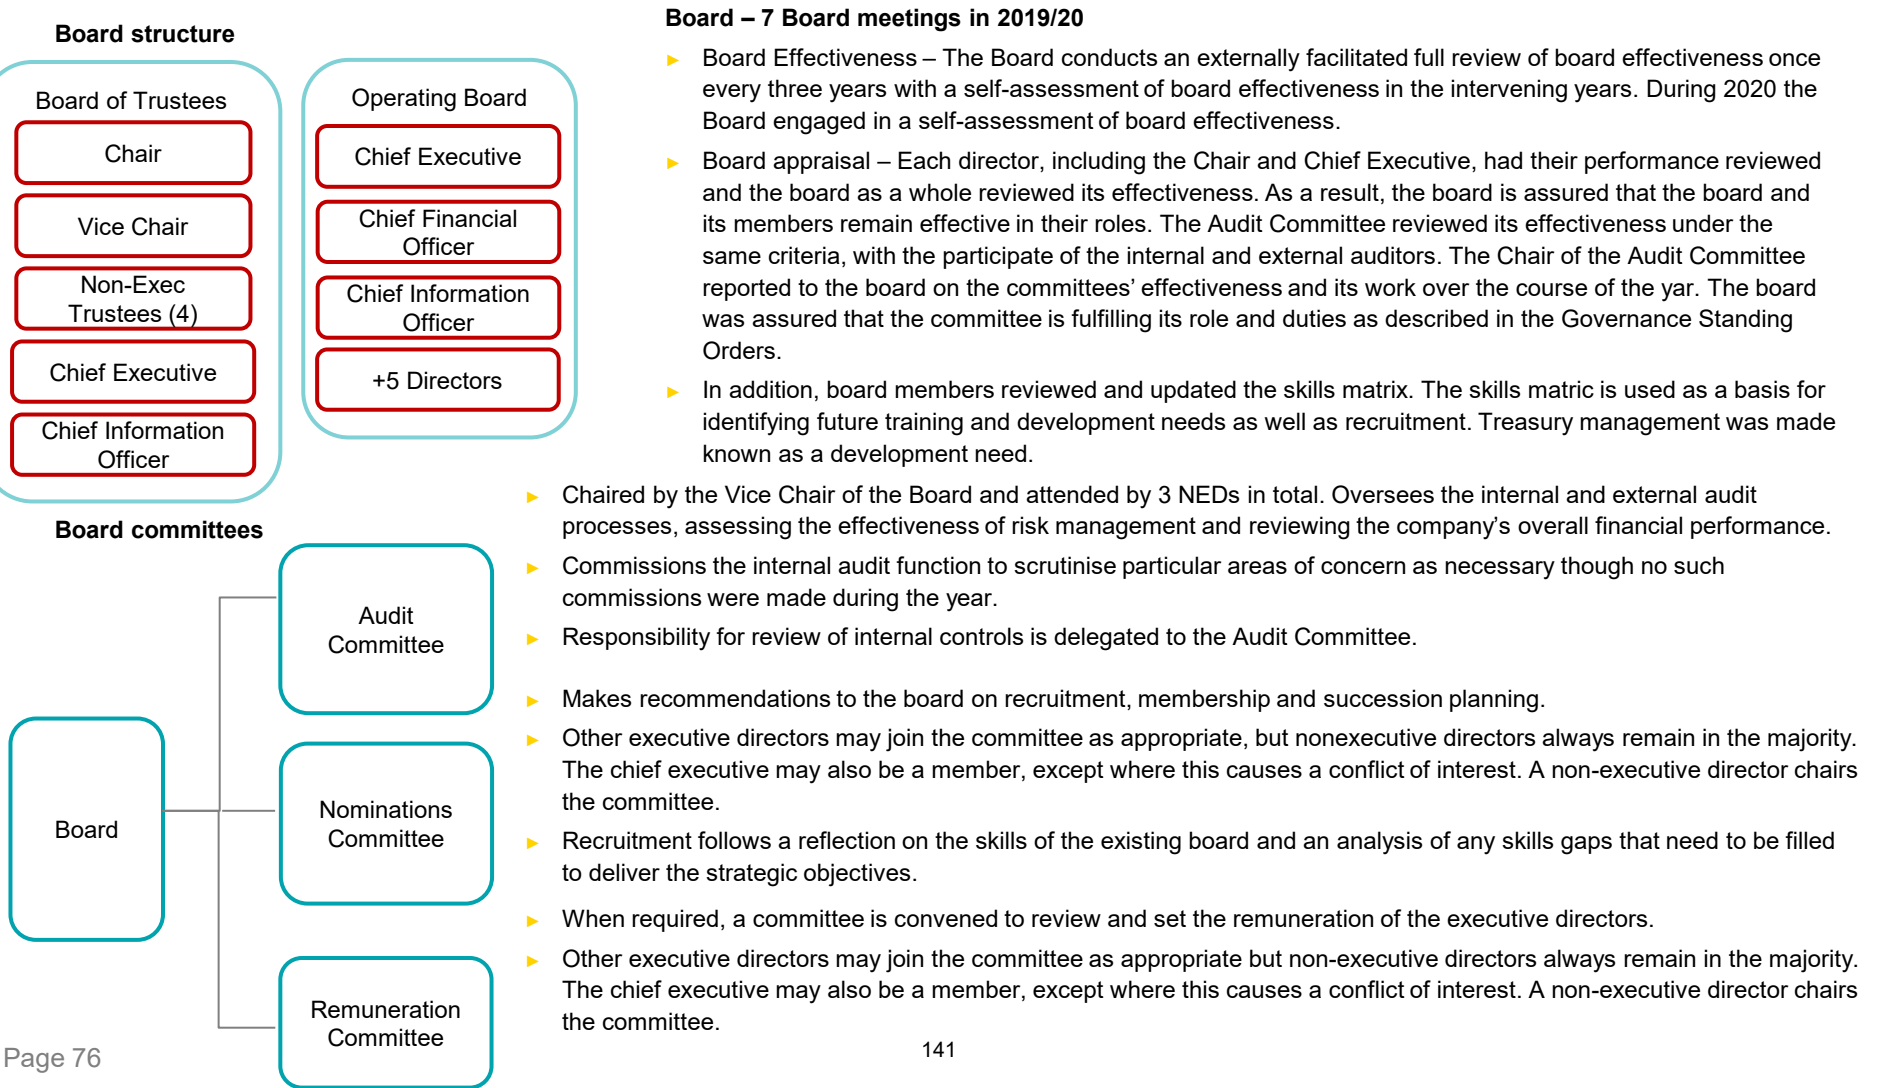 Board structure
Board of Trustees
Chair
Vice Chair
Non-Exec
Trustees (4)
Chief Executive
Chief Information
Officer
Operating Board
Chief Executive
Chief Financial
Officer
Chief Information
Officer
+5 Directors
Board – 7 Board meetings in 2019/20
► Board Effectiveness – The Board conducts an externally facilitated full review of board effectiveness once
every three years with a self-assessment of board effectiveness in the intervening years. During 2020 the
Board engaged in a self-assessment of board effectiveness.
► Board appraisal – Each director, including the Chair and Chief Executive, had their performance reviewed
and the board as a whole reviewed its effectiveness. As a result, the board is assured that the board and
its members remain effective in their roles. The Audit Committee reviewed its effectiveness under the
same criteria, with the participate of the internal and external auditors. The Chair of the Audit Committee
reported to the board on the committees’ effectiveness and its work over the course of the yar. The board
was assured that the committee is fulfilling its role and duties as described in the Governance Standing
Orders.
► In addition, board members reviewed and updated the skills matrix. The skills matric is used as a basis for
identifying future training and development needs as well as recruitment. Treasury management was made
known as a development need.
Board committees
Board
Audit
Committee
► Chaired by the Vice Chair of the Board and attended by 3 NEDs in total. Oversees the internal and external audit
processes, assessing the effectiveness of risk management and reviewing the company’s overall financial performance.
► Commissions the internal audit function to scrutinise particular areas of concern as necessary though no such
commissions were made during the year.
► Responsibility for review of internal controls is delegated to the Audit Committee.
Nominations
Committee
► Makes recommendations to the board on recruitment, membership and succession planning.
► Other executive directors may join the committee as appropriate, but nonexecutive directors always remain in the majority.
The chief executive may also be a member, except where this causes a conflict of interest. A non-executive director chairs
the committee.
► Recruitment follows a reflection on the skills of the existing board and an analysis of any skills gaps that need to be filled
to deliver the strategic objectives.
Remuneration
Committee
► When required, a committee is convened to review and set the remuneration of the executive directors.
► Other executive directors may join the committee as appropriate but non-executive directors always remain in the majority.
The chief executive may also be a member, except where this causes a conflict of interest. A non-executive director chairs
the committee.
Page 76
141